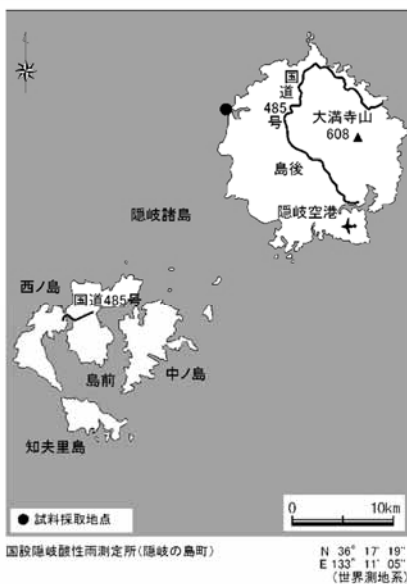 国道
485
号
大満寺山
608
島後
隠岐空港
隠岐諸島
西ノ島
国道485号
島前
中ノ島
知夫里島
0 10km
● 試料採取地点
国設隠岐酸性雨測定所(隠岐の島町)
N 36° 17' 19"
E 133° 11' 05"
(世界測地系)